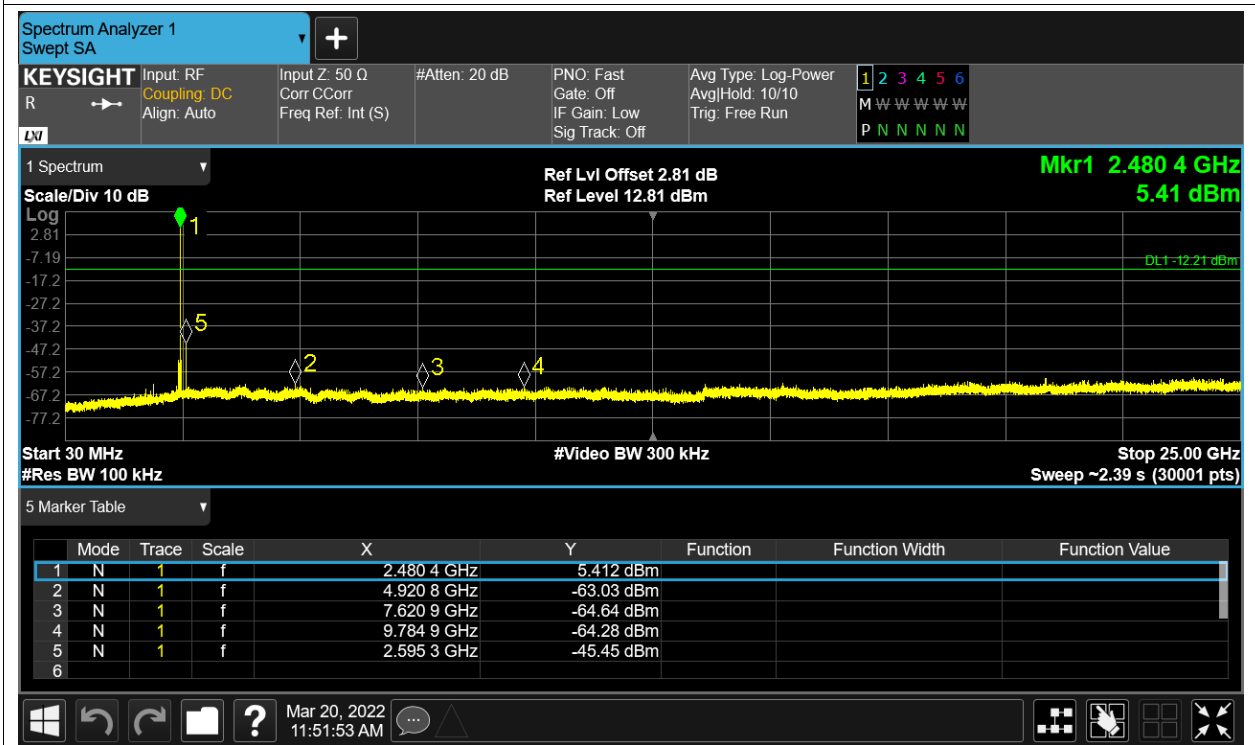 Spectrum Analyzer 1
Swept SA
KEYSIGHT
R
LXI
Input: RF
Coupling: DC
Align: Auto
Input Z: 50 Ω
Corr CCorr
Freq Ref: Int (S)
#Atten: 20 dB
PNO: Fast
Gate: Off
IF Gain: Low
Sig Track: Off
Avg Type: Log-Power
Avg|Hold: 10/10
Trig: Free Run
1 2 3 4 5 6
M W W W W W
P N N N N N
1 Spectrum
Scale/Div 10 dB
Ref Lvl Offset 2.81 dB
Ref Level 12.81 dBm
Mkr1 2.480 4 GHz
5.41 dBm
Log
2.81
-7.19
-17.2
-27.2
-37.2
-47.2
-57.2
-67.2
-77.2
1
5
2
3
4
DL1 -12.21 dBm
Start 30 MHz
#Video BW 300 kHz
Stop 25.00 GHz
#Res BW 100 kHz
Sweep ~2.39 s (30001 pts)
5 Marker Table
Mode Trace Scale X Y Function Function Width Function Value
1 N 1 f 2.480 4 GHz 5.412 dBm
2 N 1 f 4.920 8 GHz -63.03 dBm
3 N 1 f 7.620 9 GHz -64.64 dBm
4 N 1 f 9.784 9 GHz -64.28 dBm
5 N 1 f 2.595 3 GHz -45.45 dBm
6
?
Mar 20, 2022
11:51:53 AM